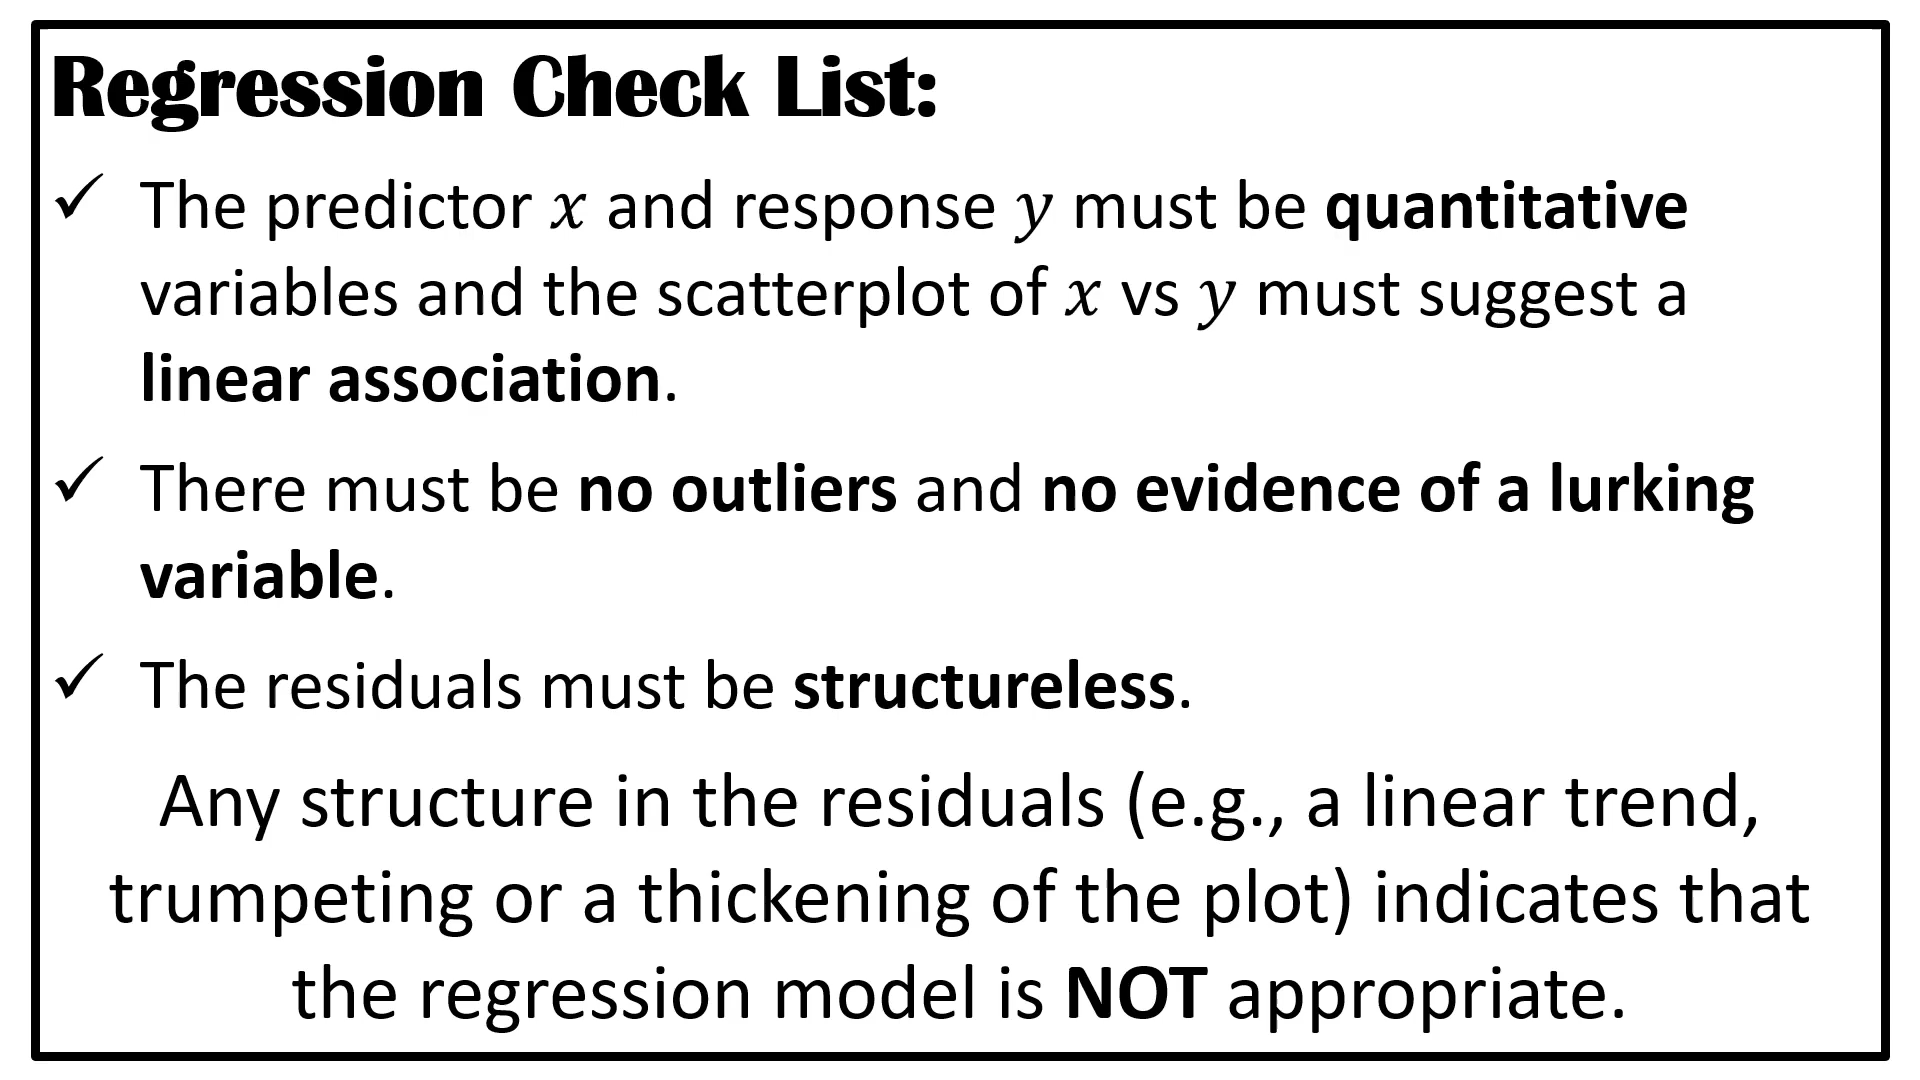 Regression Check List:
✓ The predictor x and response y must be quantitative
variables and the scatterplot of x vs y must suggest a
linear association.
✓ There must be no outliers and no evidence of a lurking
variable.
✓ The residuals must be structureless.
Any structure in the residuals (e.g., a linear trend,
trumpeting or a thickening of the plot) indicates that
the regression model is NOT appropriate.